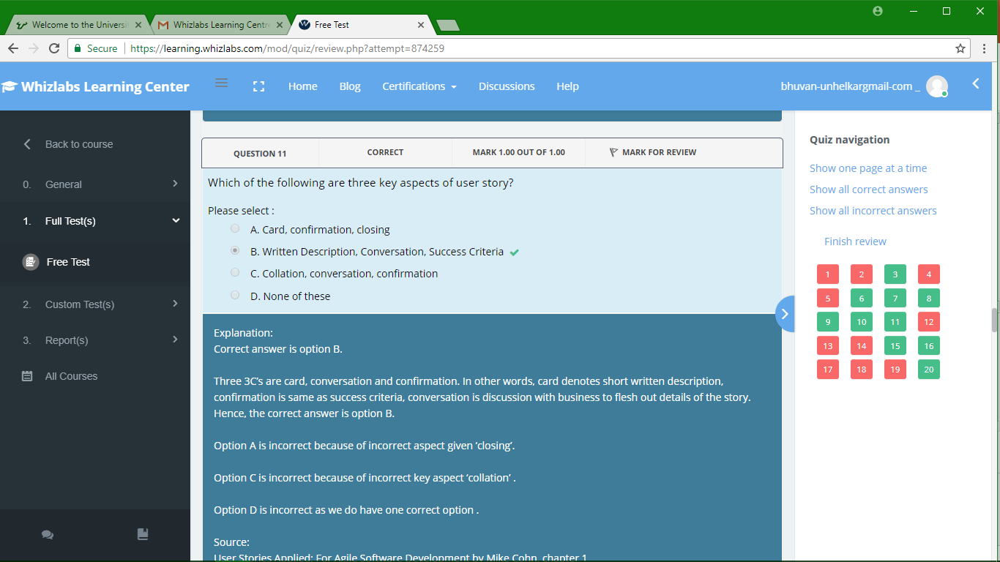 Welcome to the Universi
Whizlabs Learning Centre
Free Test
Secure
https://learning.whizlabs.com/mod/quiz/review.php?attempt=874259
Whizlabs Learning Center
Home
Blog
Certifications
Discussions
Help
bhuvan-unhelkargmail-com _
Back to course
0. General
1. Full Test(s)
Free Test
2. Custom Test(s)
3. Report(s)
All Courses
QUESTION 11
CORRECT
MARK 1.00 OUT OF 1.00
MARK FOR REVIEW
Which of the following are three key aspects of user story?
Please select :
A. Card, confirmation, closing
B. Written Description, Conversation, Success Criteria
C. Collation, conversation, confirmation
D. None of these
Explanation:
Correct answer is option B.
Three 3C's are card, conversation and confirmation. In other words, card denotes short written description,
confirmation is same as success criteria, conversation is discussion with business to flesh out details of the story.
Hence, the correct answer is option B.
Option A is incorrect because of incorrect aspect given ‘closing’.
Option C is incorrect because of incorrect key aspect ‘collation’ .
Option D is incorrect as we do have one correct option .
Source:
User Stories Applied: For Agile Software Development by Mike Cohn, chapter 1
Quiz navigation
Show one page at a time
Show all correct answers
Show all incorrect answers
Finish review
1 2 3 4
5 6 7 8
9 10 11 12
13 14 15 16
17 18 19 20